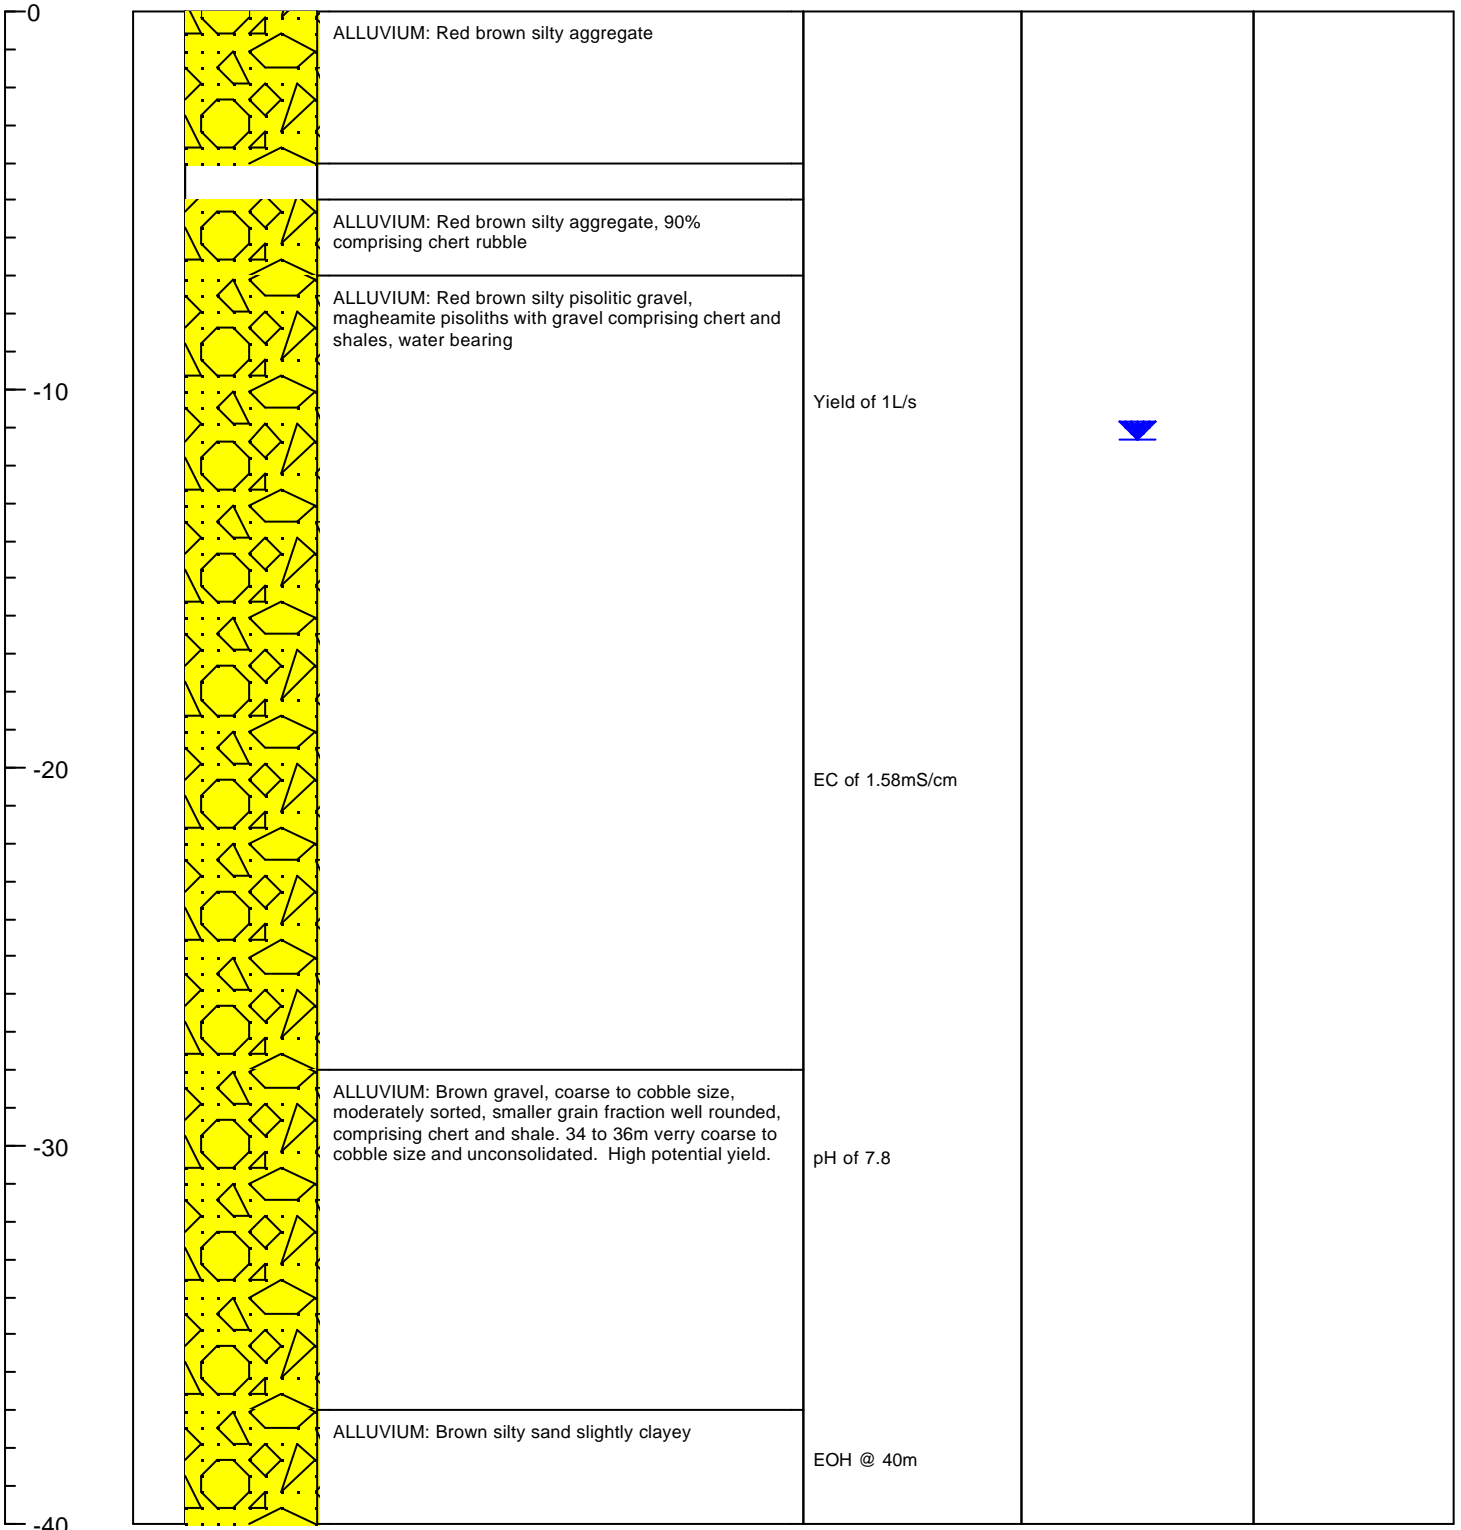 0
ALLUVIUM: Red brown silty aggregate
ALLUVIUM: Red brown silty aggregate, 90%
comprising chert rubble
ALLUVIUM: Red brown silty pisolitic gravel,
magheamite pisoliths with gravel comprising chert and
shales, water bearing
-10
Yield of 1L/s
-20
EC of 1.58mS/cm
ALLUVIUM: Brown gravel, coarse to cobble size,
moderately sorted, smaller grain fraction well rounded,
comprising chert and shale. 34 to 36m verry coarse to
cobble size and unconsolidated.  High potential yield.
-30
pH of 7.8
ALLUVIUM: Brown silty sand slightly clayey
EOH @ 40m
-40